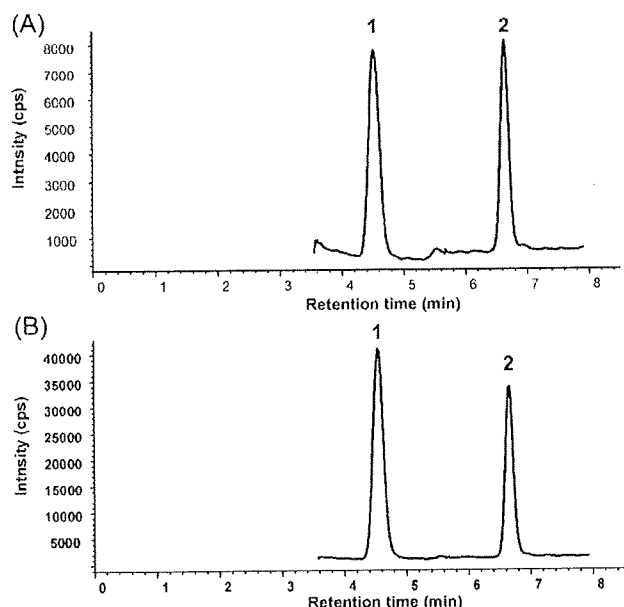 (A)
1 2
8000
7000
6000
5000
4000
3000
2000
1000
Intnsity (cps)
0 1 2 3 4 5 6 7 8
Retention time (min)
(B)
1
2
40000
35000
30000
25000
20000
15000
10000
5000
Intnsity (cps)
0 1 2 3 4 5 6 7 8
Retention time (min)